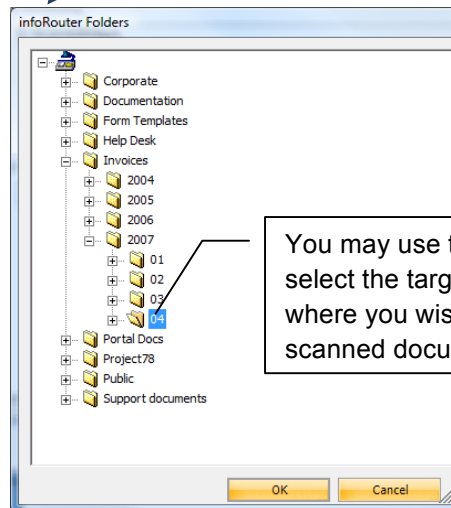 infoRouter Folders
Corporate
Documentation
Form Templates
Help Desk
Invoices
2004
2005
2006
2007
01
02
03
04
Portal Docs
Project78
Public
Support documents
You may use
select the targ
where you wis
scanned docu
OK
Cancel